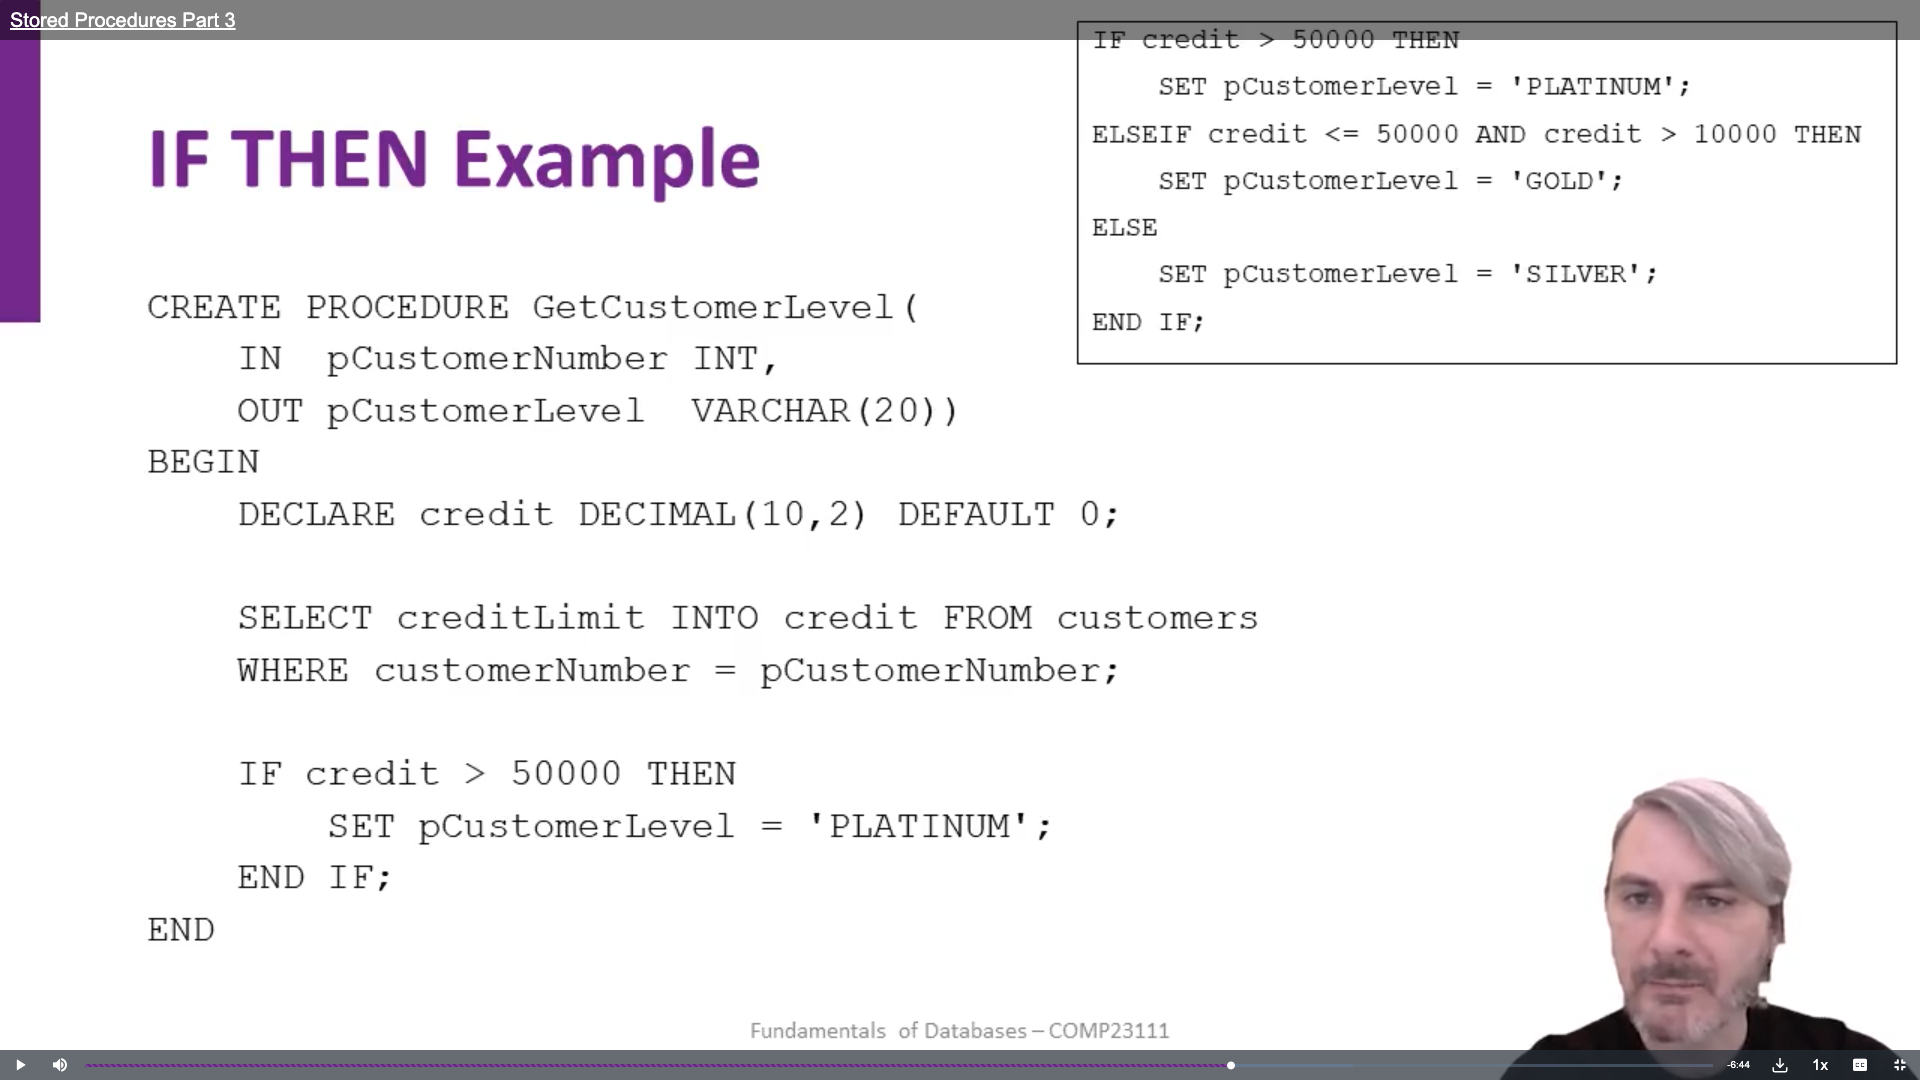 Stored Procedures Part 3
IF credit > 50000 THEN
SET pCustomerLevel = 'PLATINUM';
ELSEIF credit <= 50000 AND credit > 10000 THEN
SET pCustomerLevel = 'GOLD';
ELSE
SET pCustomerLevel = 'SILVER';
END IF;
IF THEN Example
CREATE PROCEDURE GetCustomerLevel(
IN pCustomerNumber INT,
OUT pCustomerLevel VARCHAR(20))
BEGIN
DECLARE credit DECIMAL(10,2) DEFAULT 0;
SELECT creditLimit INTO credit FROM customers
WHERE customerNumber = pCustomerNumber;
IF credit > 50000 THEN
SET pCustomerLevel = 'PLATINUM';
END IF;
END
Fundamentals of Databases – COMP23111
-6:44
1x
CC